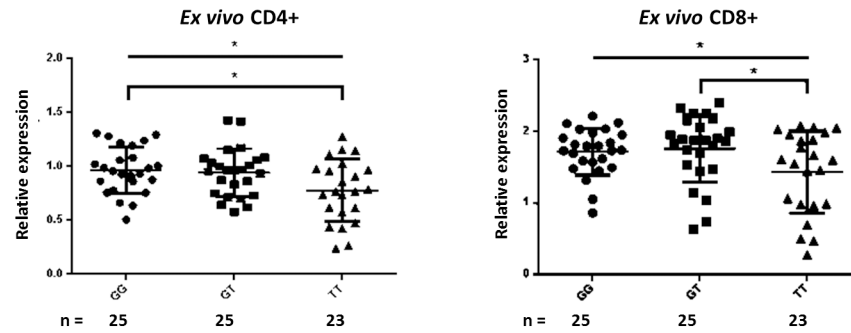 Ex vivo CD4+
Relative expression
*
*
2.0
1.5
1.0
0.5
0.0
GG
GT
TT
n =
25
25
23
Ex vivo CD8+
Relative expression
*
*
3
2
1
0
GG
GT
TT
n =
25
25
23